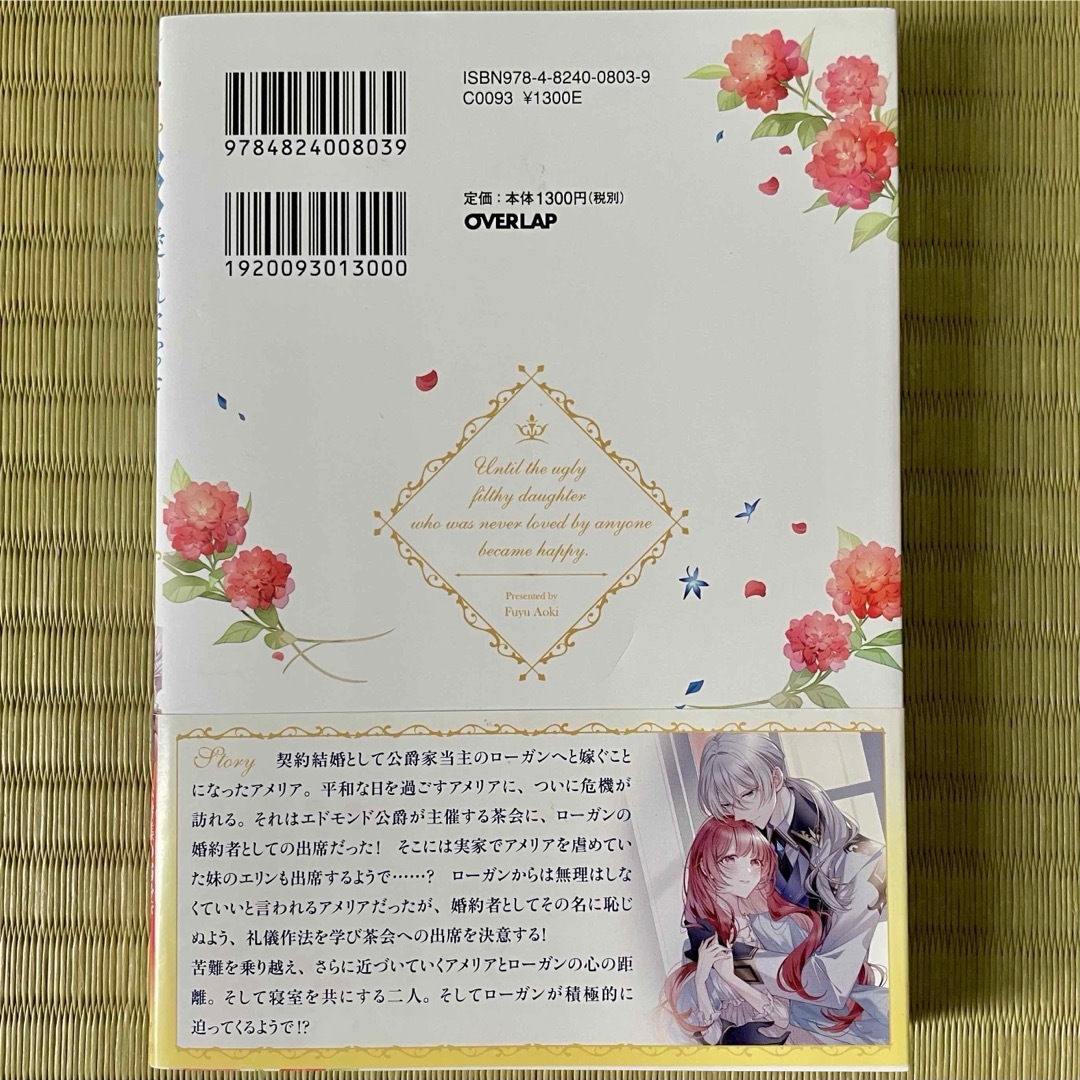 ISBN978-4-8240-0803-9
C0093 ¥1300E
9784824008039
定価：本体1300円（税別）
OVERLAP
1920093013000
Until the ugly
filthy daughter
who was never loved by anyone
became happy.
Presented by
Fuyu Aoki
Story 契約結婚として公爵家当主のローガンへと嫁ぐこと
になったアメリア。平和な日を過ごすアメリアに、ついに危機が
訪れる。それはエドモンド公爵が主催する茶会に、ローガンの
婚約者としての出席だった！ そこには実家でアメリアを虐めてい
た妹のエリンも出席するようで……？ ローガンからは無理はしな
くていいと言われるアメリアだったが、婚約者としてその名に恥じ
ぬよう、礼儀作法を学び茶会への出席を決意する！
苦難を乗り越え、さらに近づいていくアメリアとローガンの心の距
離。そして寝室を共にする二人。そしてローガンが積極的に
迫ってくるようで!?